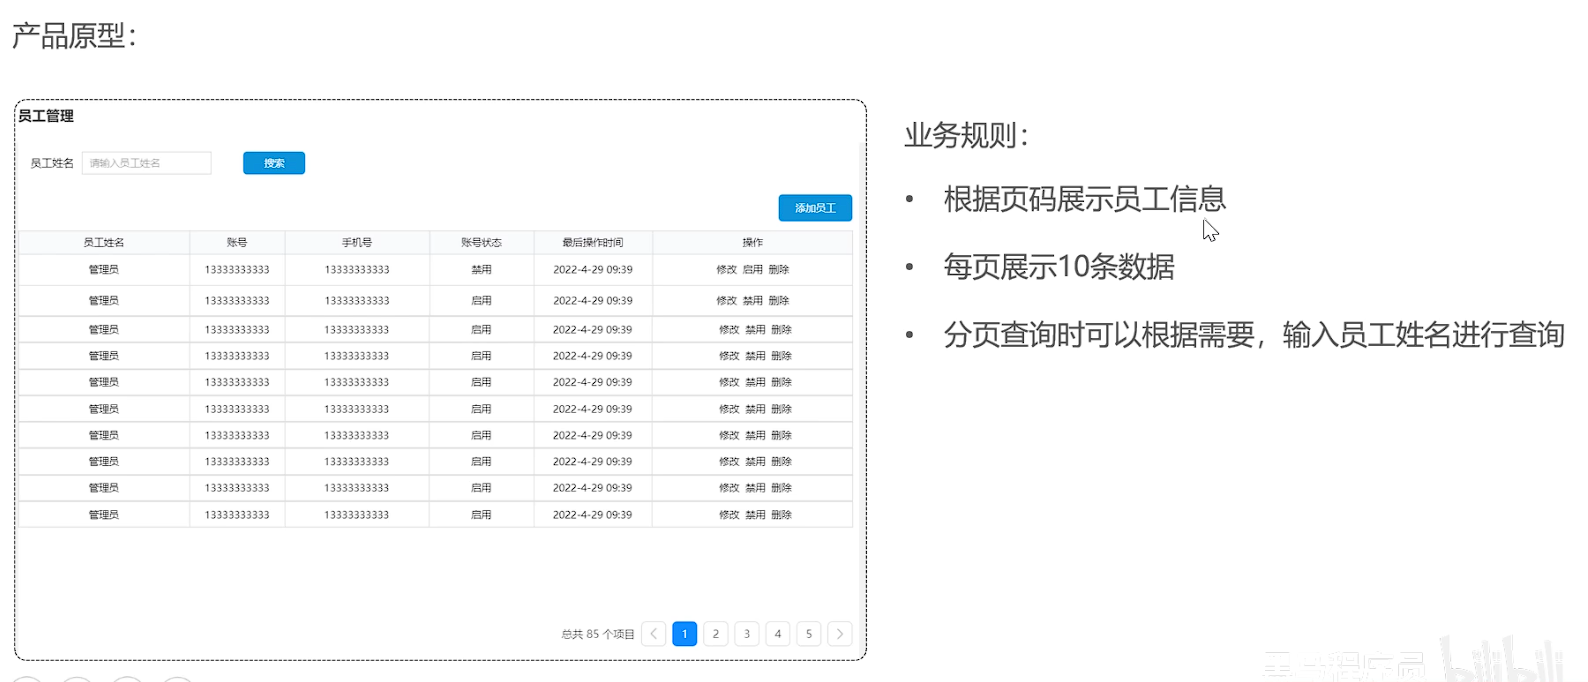 产品原型：
员工管理
员工姓名 请输入员工姓名 搜索
添加员工
员工姓名 账号 手机号 账号状态 最后操作时间 操作
管理员 13333333333 13333333333 禁用 2022-4-29 09:39 修改 启用 删除
管理员 13333333333 13333333333 启用 2022-4-29 09:39 修改 禁用 删除
管理员 13333333333 13333333333 启用 2022-4-29 09:39 修改 禁用 删除
管理员 13333333333 13333333333 启用 2022-4-29 09:39 修改 禁用 删除
管理员 13333333333 13333333333 启用 2022-4-29 09:39 修改 禁用 删除
管理员 13333333333 13333333333 启用 2022-4-29 09:39 修改 禁用 删除
管理员 13333333333 13333333333 启用 2022-4-29 09:39 修改 禁用 删除
管理员 13333333333 13333333333 启用 2022-4-29 09:39 修改 禁用 删除
管理员 13333333333 13333333333 启用 2022-4-29 09:39 修改 禁用 删除
管理员 13333333333 13333333333 启用 2022-4-29 09:39 修改 禁用 删除
总共 85 个项目 < 1 2 3 4 5 >
业务规则：
• 根据页码展示员工信息
• 每页展示10条数据
• 分页查询时可以根据需要，输入员工姓名进行查询
黑马程序员 bilibili